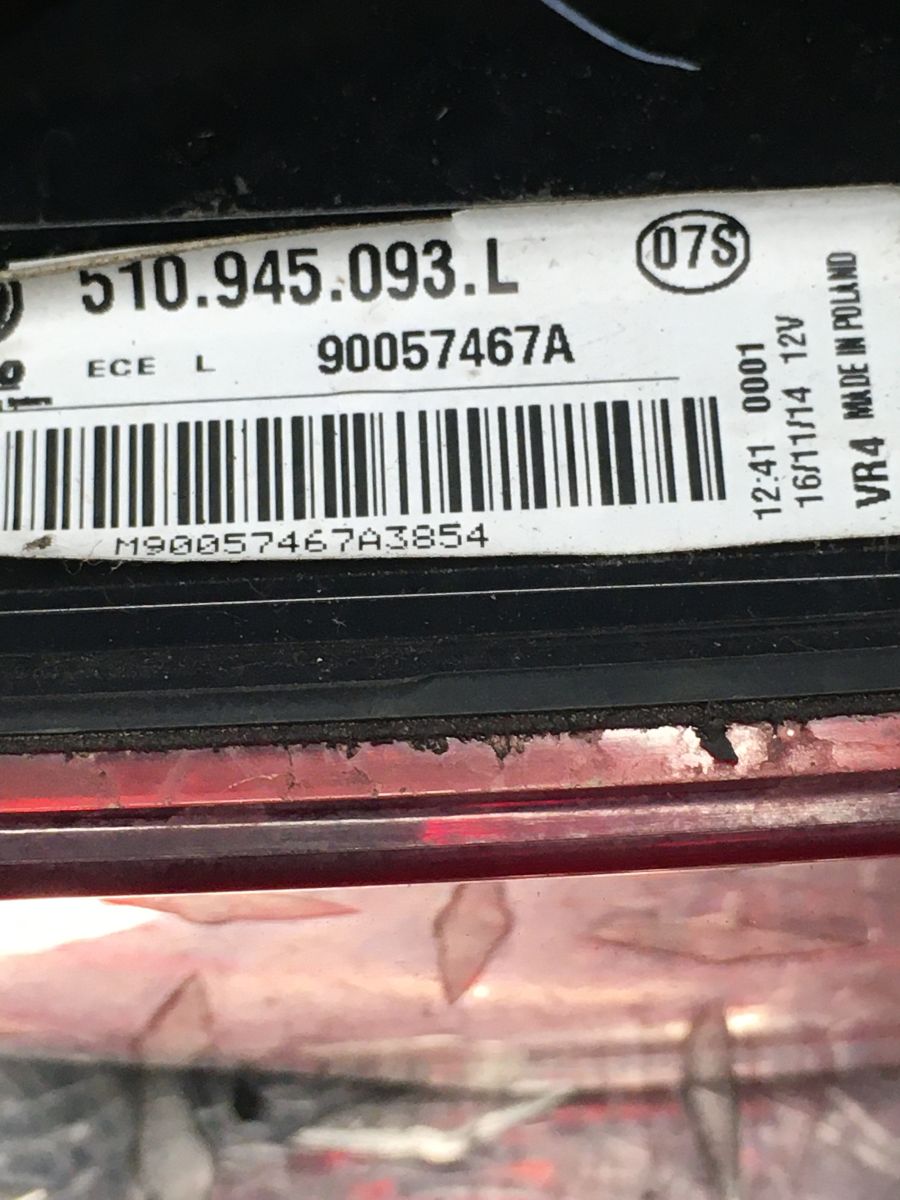 510.945.093.L
07S
ECE L 90057467A
M90057467A3854
12:41 0001
16/11/14 12V
VR4 MADE IN POLAND